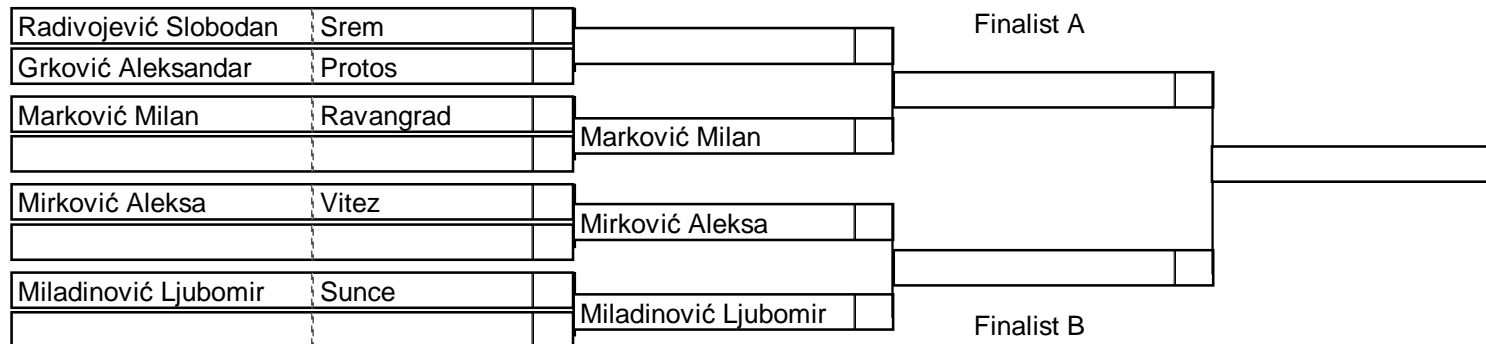 Radivojević Slobodan Srem
Grković Aleksandar Protos
Marković Milan Ravangrad
Mirković Aleksa Vitez
Miladinović Ljubomir Sunce
Marković Milan
Mirković Aleksa
Miladinović Ljubomir
Finalist A
Finalist B